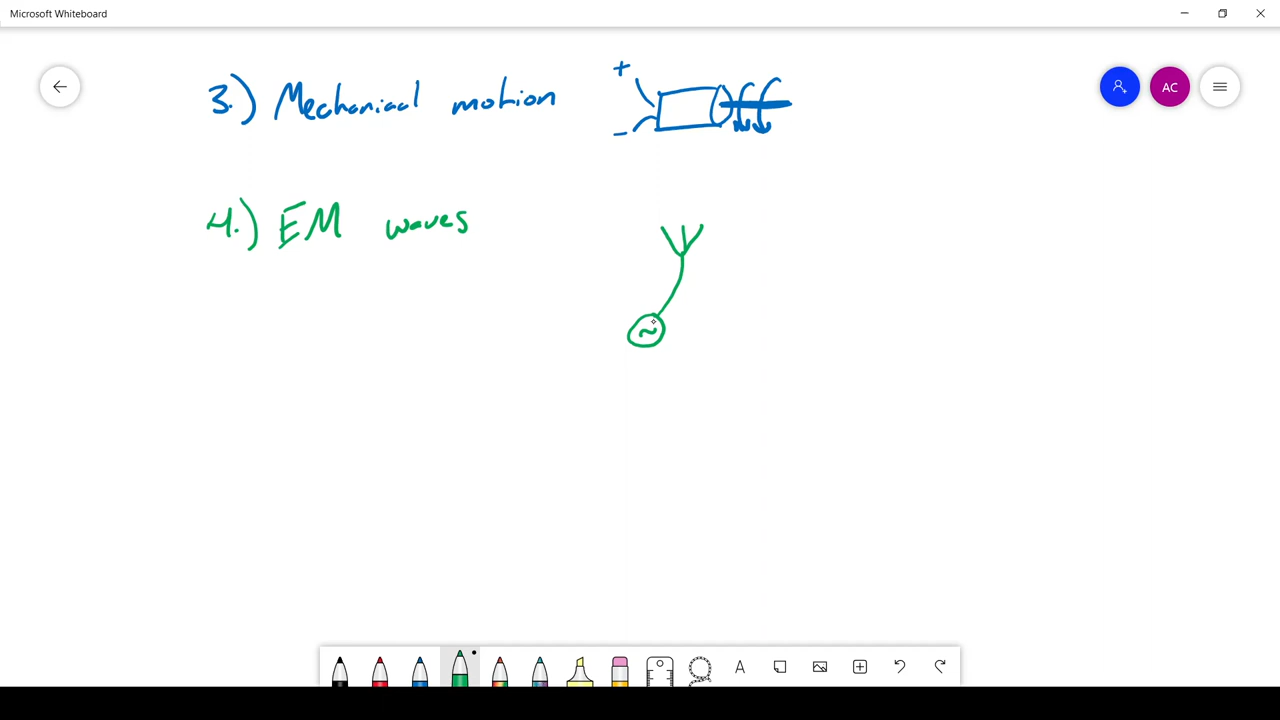 Microsoft Whiteboard
3.) Mechanical motion
+
-
AC
4.) EM waves
~
A